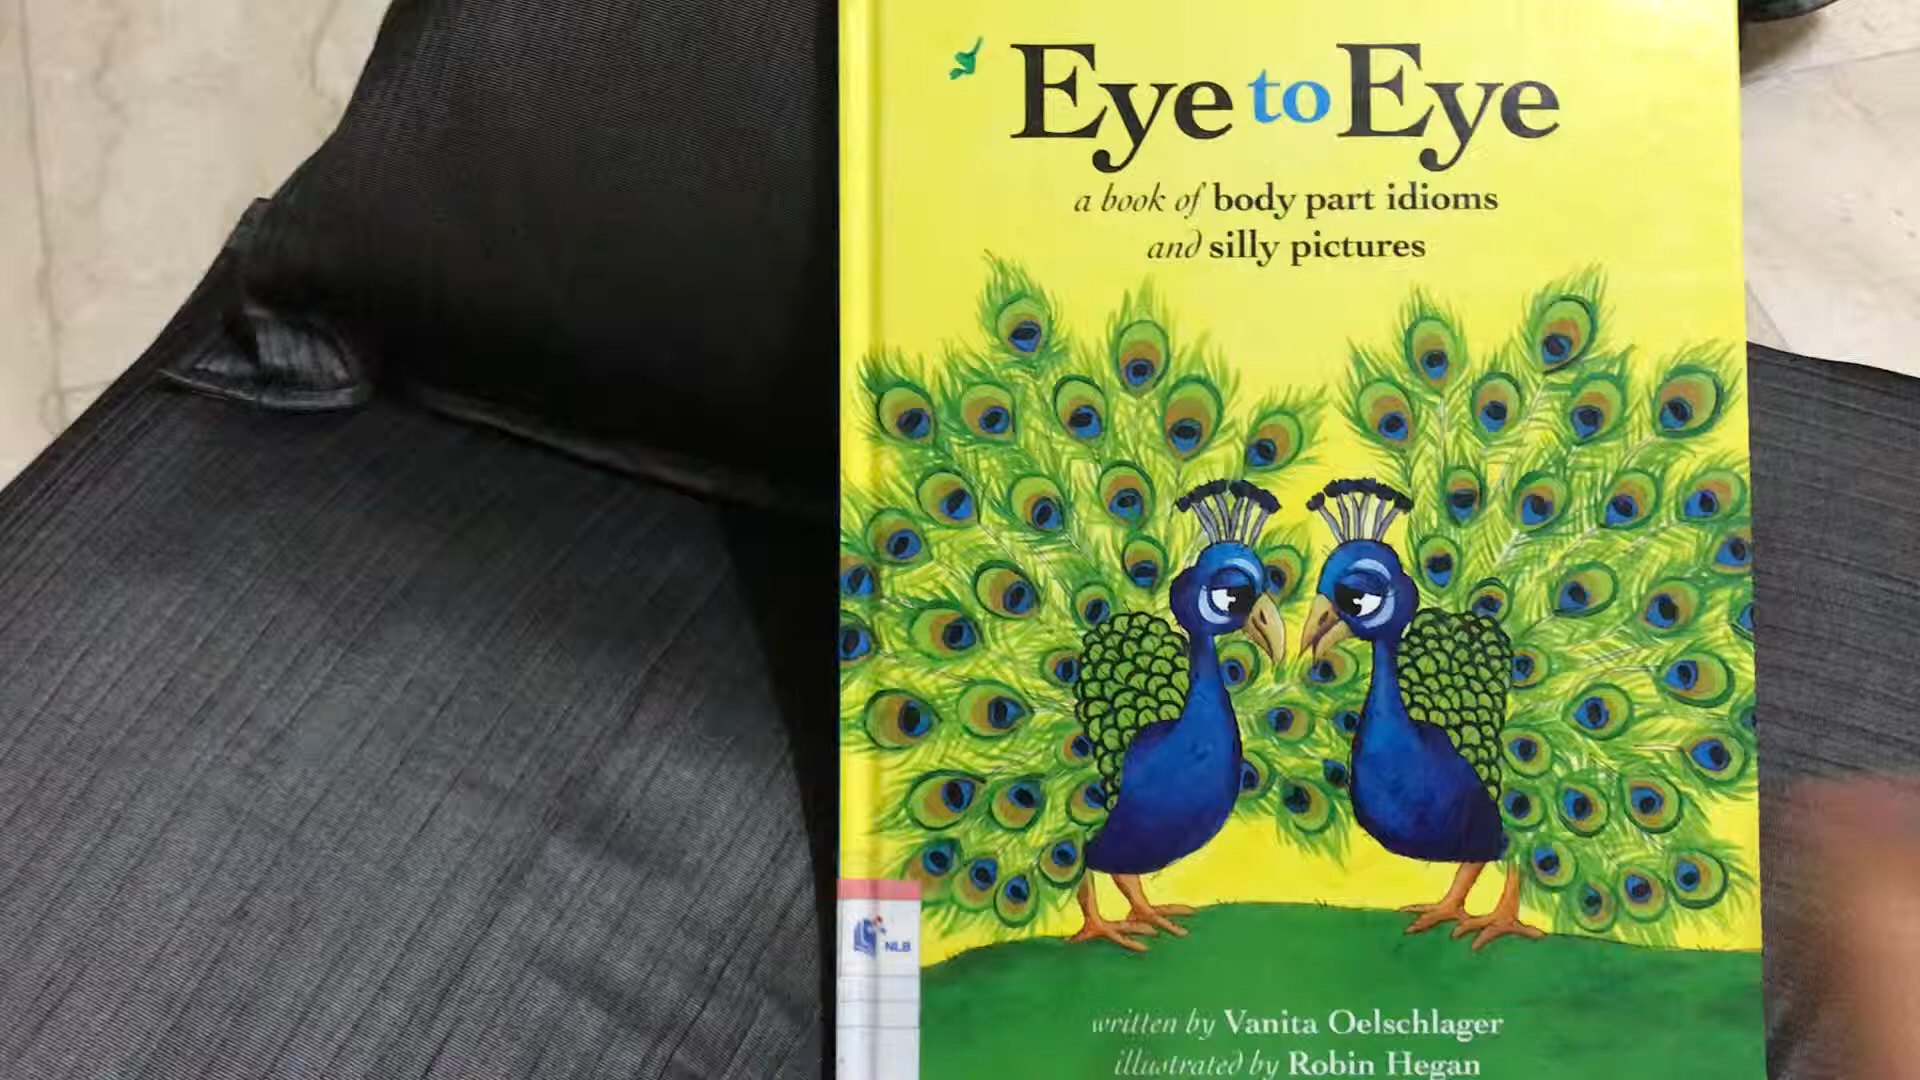 Eye to Eye
a book of body part idioms
and silly pictures
NLB
written by Vanita Oelschlager
illustrated by Robin Hegan